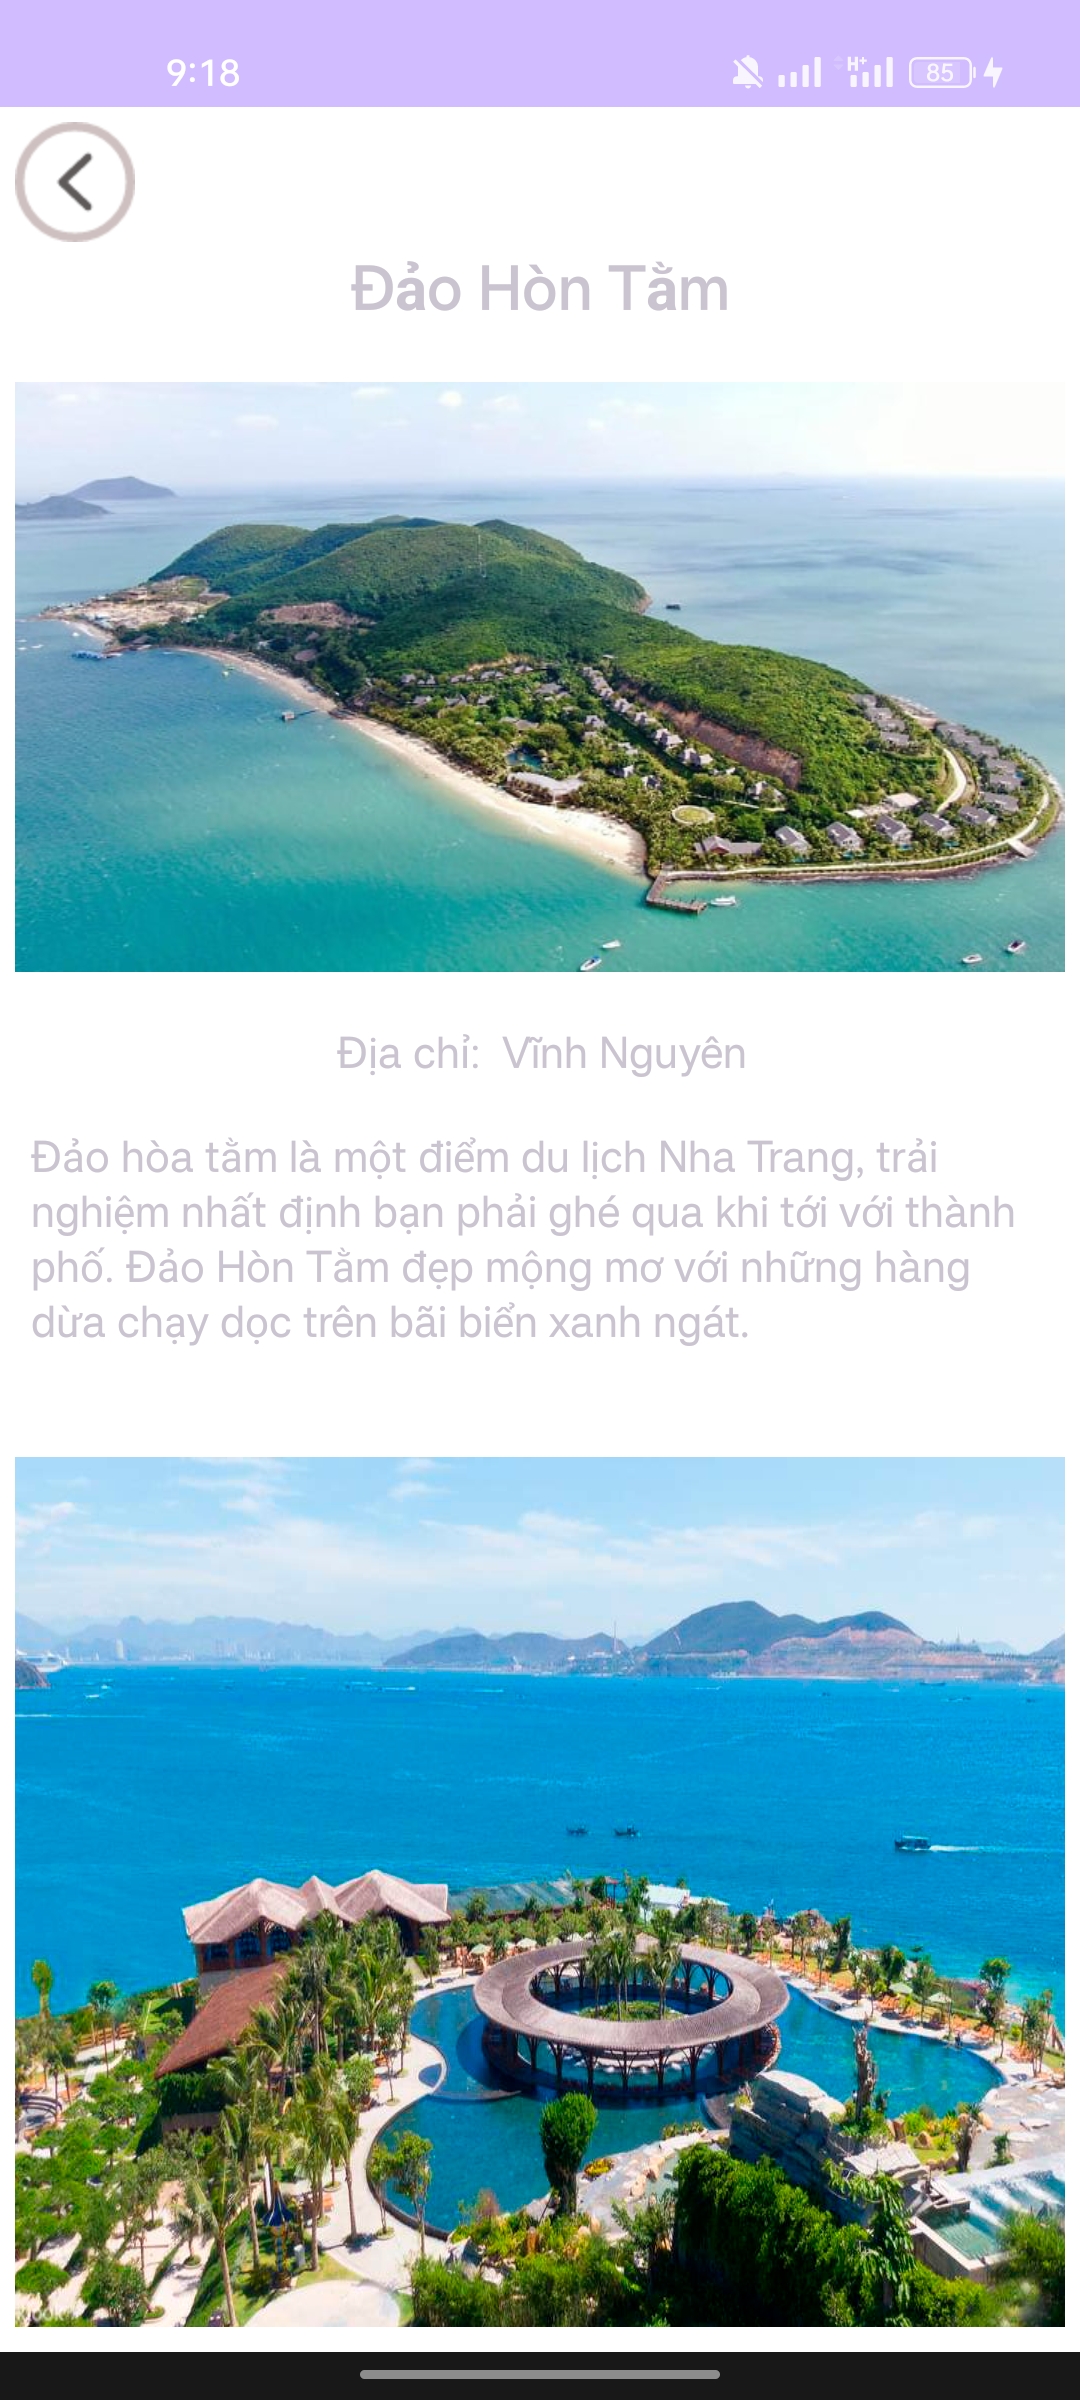 9:18
H+
85
Đảo Hòn Tằm
Địa chỉ:  Vĩnh Nguyên
Đảo hòa tằm là một điểm du lịch Nha Trang, trải
nghiệm nhất định bạn phải ghé qua khi tới với thành
phố. Đảo Hòn Tằm đẹp mộng mơ với những hàng
dừa chạy dọc trên bãi biển xanh ngát.